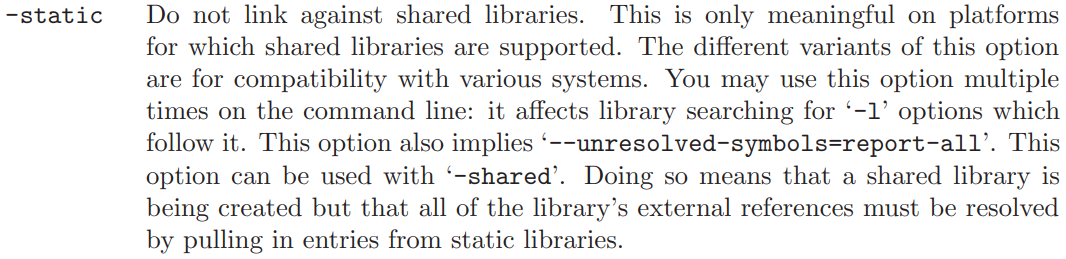 -static Do not link against shared libraries. This is only meaningful on platforms
for which shared libraries are supported. The different variants of this option
are for compatibility with various systems. You may use this option multiple
times on the command line: it affects library searching for ‘-l’ options which
follow it. This option also implies ‘--unresolved-symbols=report-all’. This
option can be used with ‘-shared’. Doing so means that a shared library is
being created but that all of the library’s external references must be resolved
by pulling in entries from static libraries.